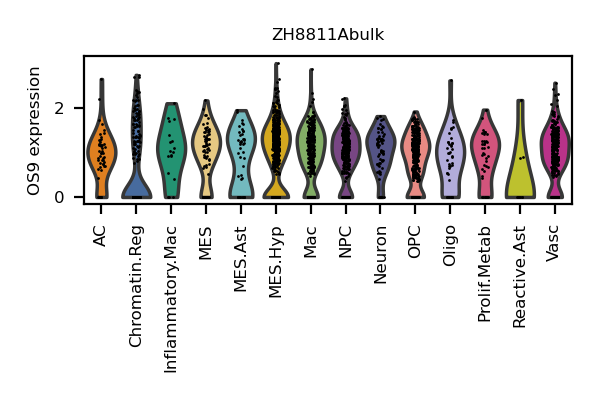 ZH8811Abulk
OS9 expression
2
0
AC
Chromatin.Reg
Inflammatory.Mac
MES
MES.Ast
MES.Hyp
Mac
NPC
Neuron
OPC
Oligo
Prolif.Metab
Reactive.Ast
Vasc